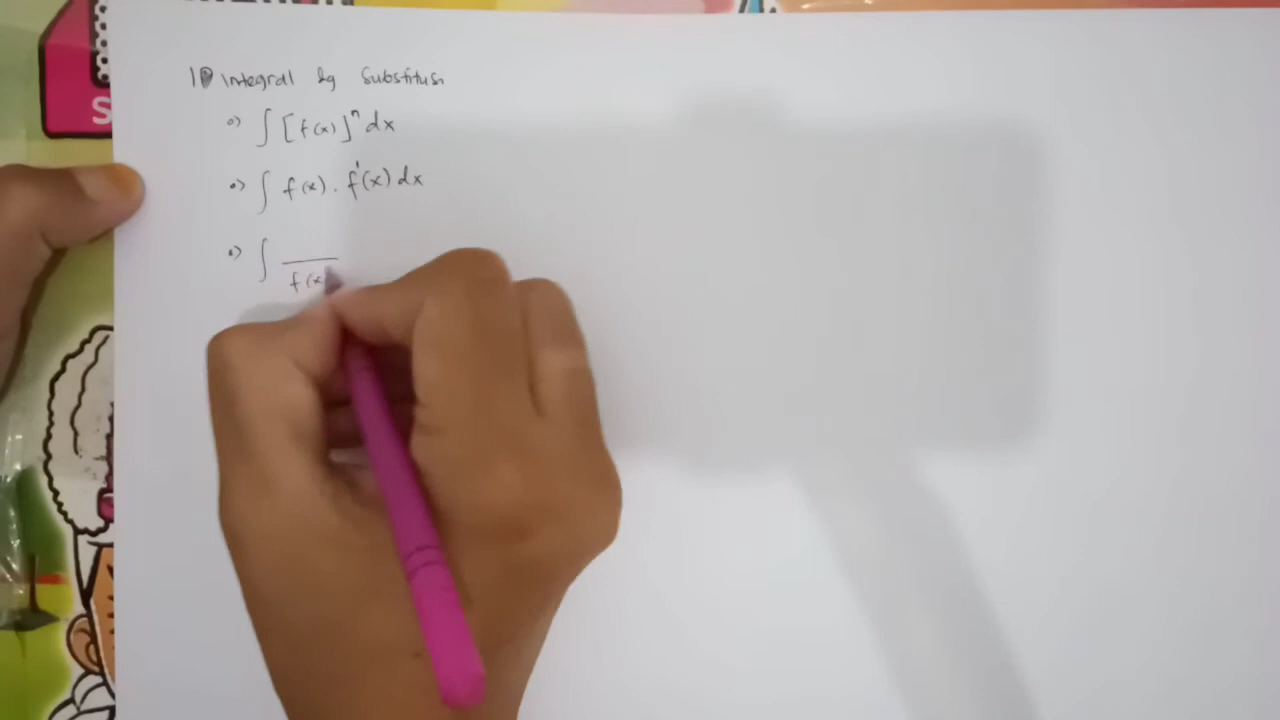 1) Integral dg Substitusi
∫ [f(x)]ⁿ dx
∫ f(x) . f'(x) dx
∫ ― f(x)
S